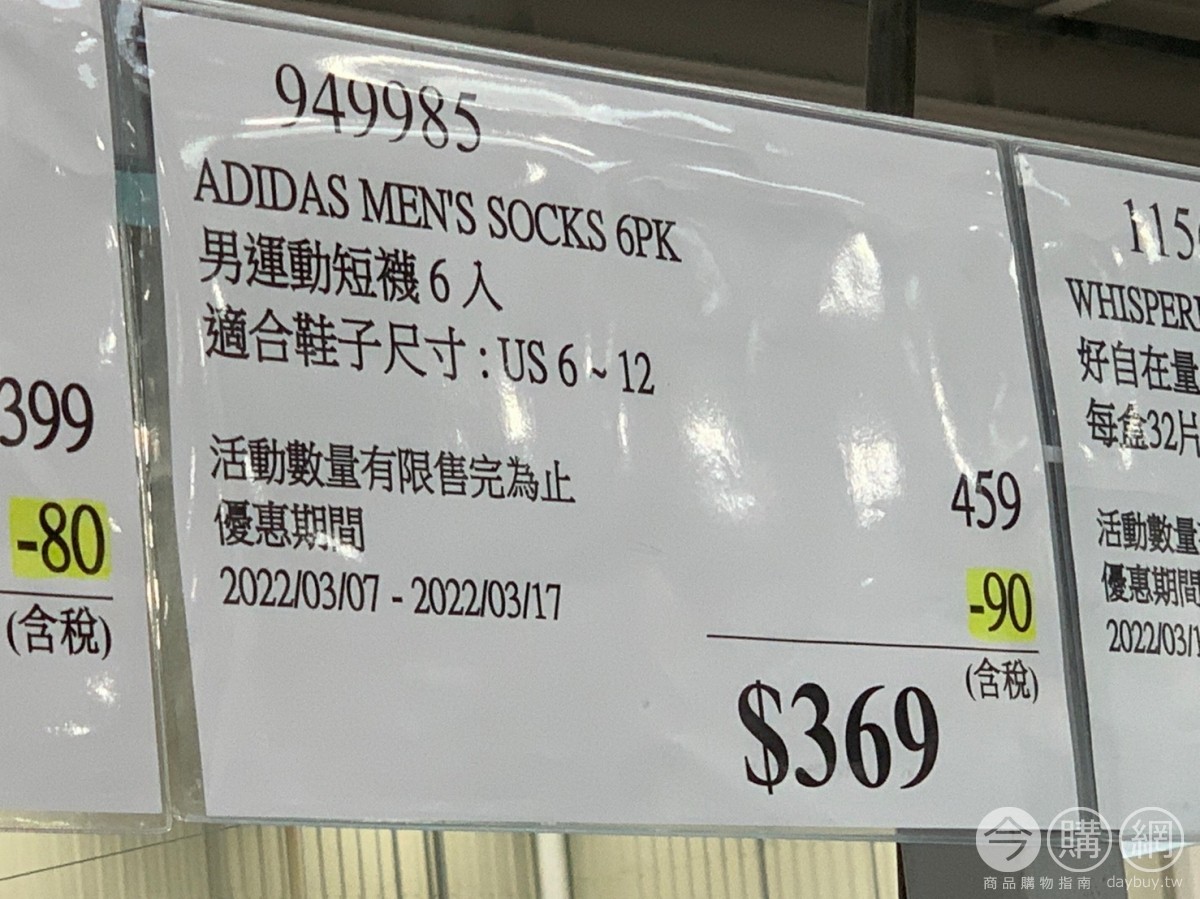 949985
ADIDAS MEN'S SOCKS 6PK
男運動短襪 6 入
適合鞋子尺寸 : US 6 ~ 12
活動數量有限售完為止
優惠期間
2022/03/07 - 2022/03/17
459
-90
(含稅)
$369
399
-80
(含稅)
115
WHISPER
好自在量
每盒32片
活動數量
優惠期間
2022/03/1
今購網
商品購物指南 daybuy.tw